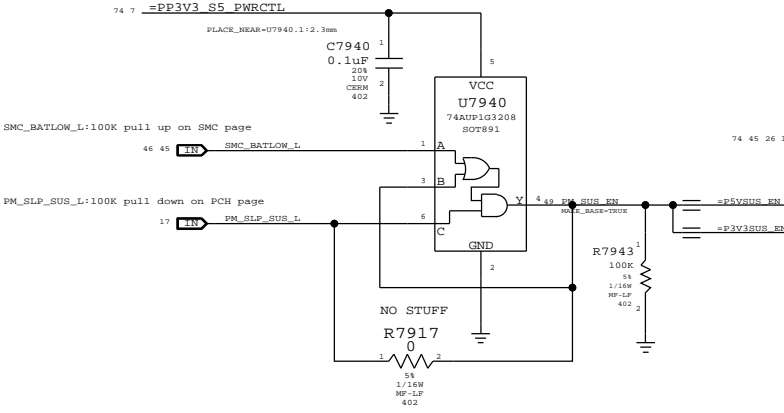 74 7 =PP3V3_S5_PWRCTL
PLACE_NEAR=U7940.1:2.3mm
C7940
0.1uF
20%
10V
CERM
402
1
2
5
VCC
U7940
74AUP1G3208
SOT891
SMC_BATLOW_L:100K pull up on SMC page
46 45 IN SMC_BATLOW_L 1 A
3 B
PM_SLP_SUS_L:100K pull down on PCH page
17 IN PM_SLP_SUS_L 6 C
Y 4 49 PM_SUS_EN
MAKE_BASE=TRUE
GND
2
74 45 26 1
=P5VSUS_EN
=P3V3SUS_EN
R7943
100K
5%
1/16W
MF-LF
402
1
2
NO STUFF
R7917
0
1 2
5%
1/16W
MF-LF
402